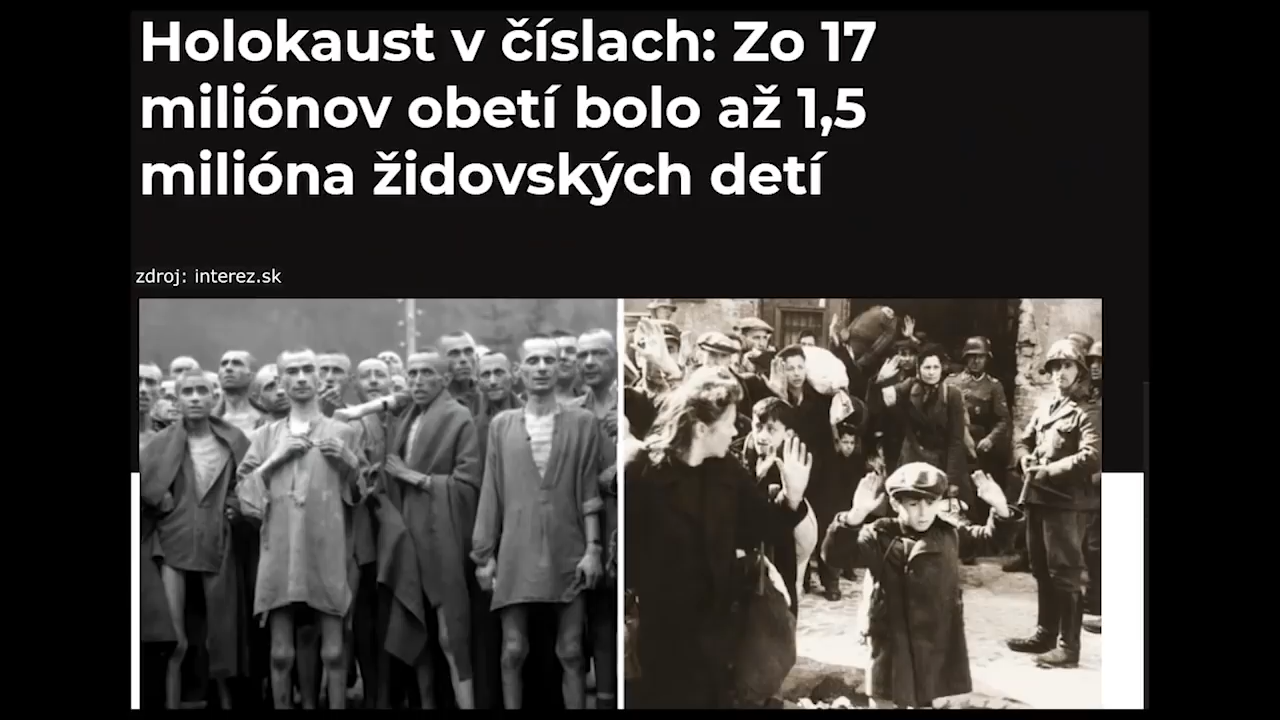 Holokaust v číslach: Zo 17
miliónov obetí bolo až 1,5
milióna židovských detí
zdroj: interez.sk